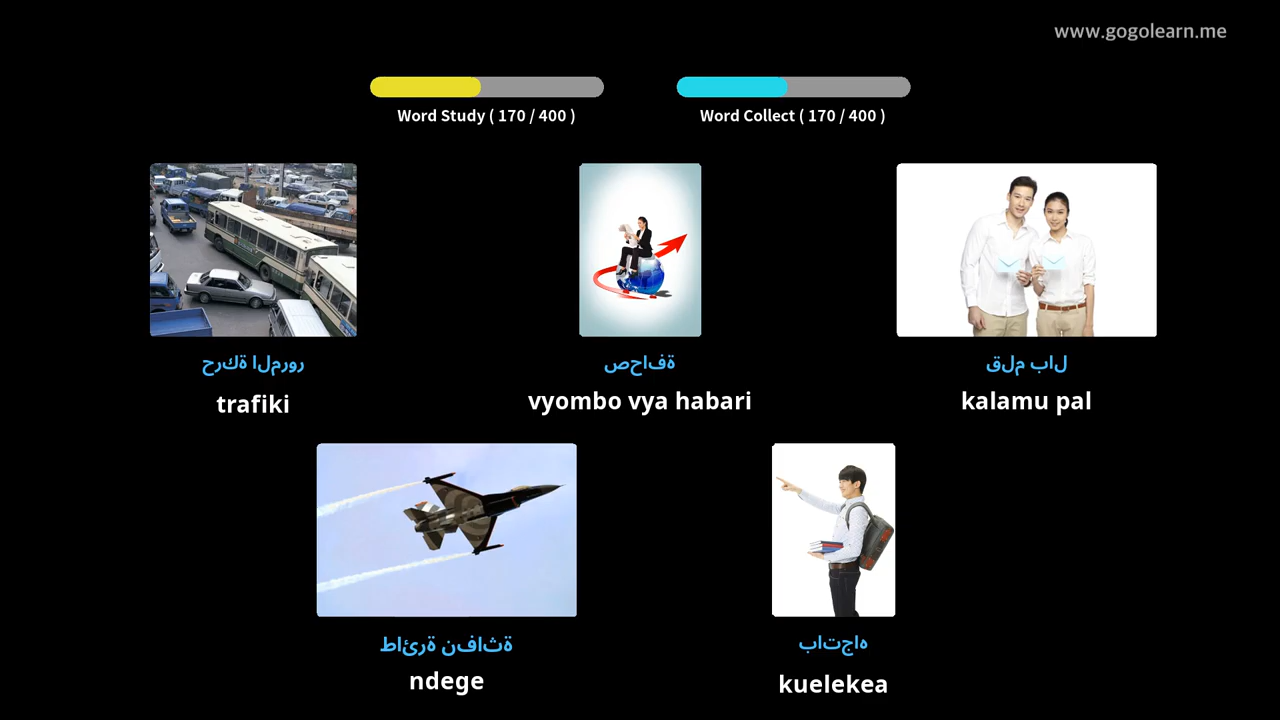 www.gogolearn.me
Word Study ( 170 / 400 )
Word Collect ( 170 / 400 )
حركة المرور
trafiki
صحافة
vyombo vya habari
قلم بال
kalamu pal
طائرة نفاثة
ndege
باتجاه
kuelekea